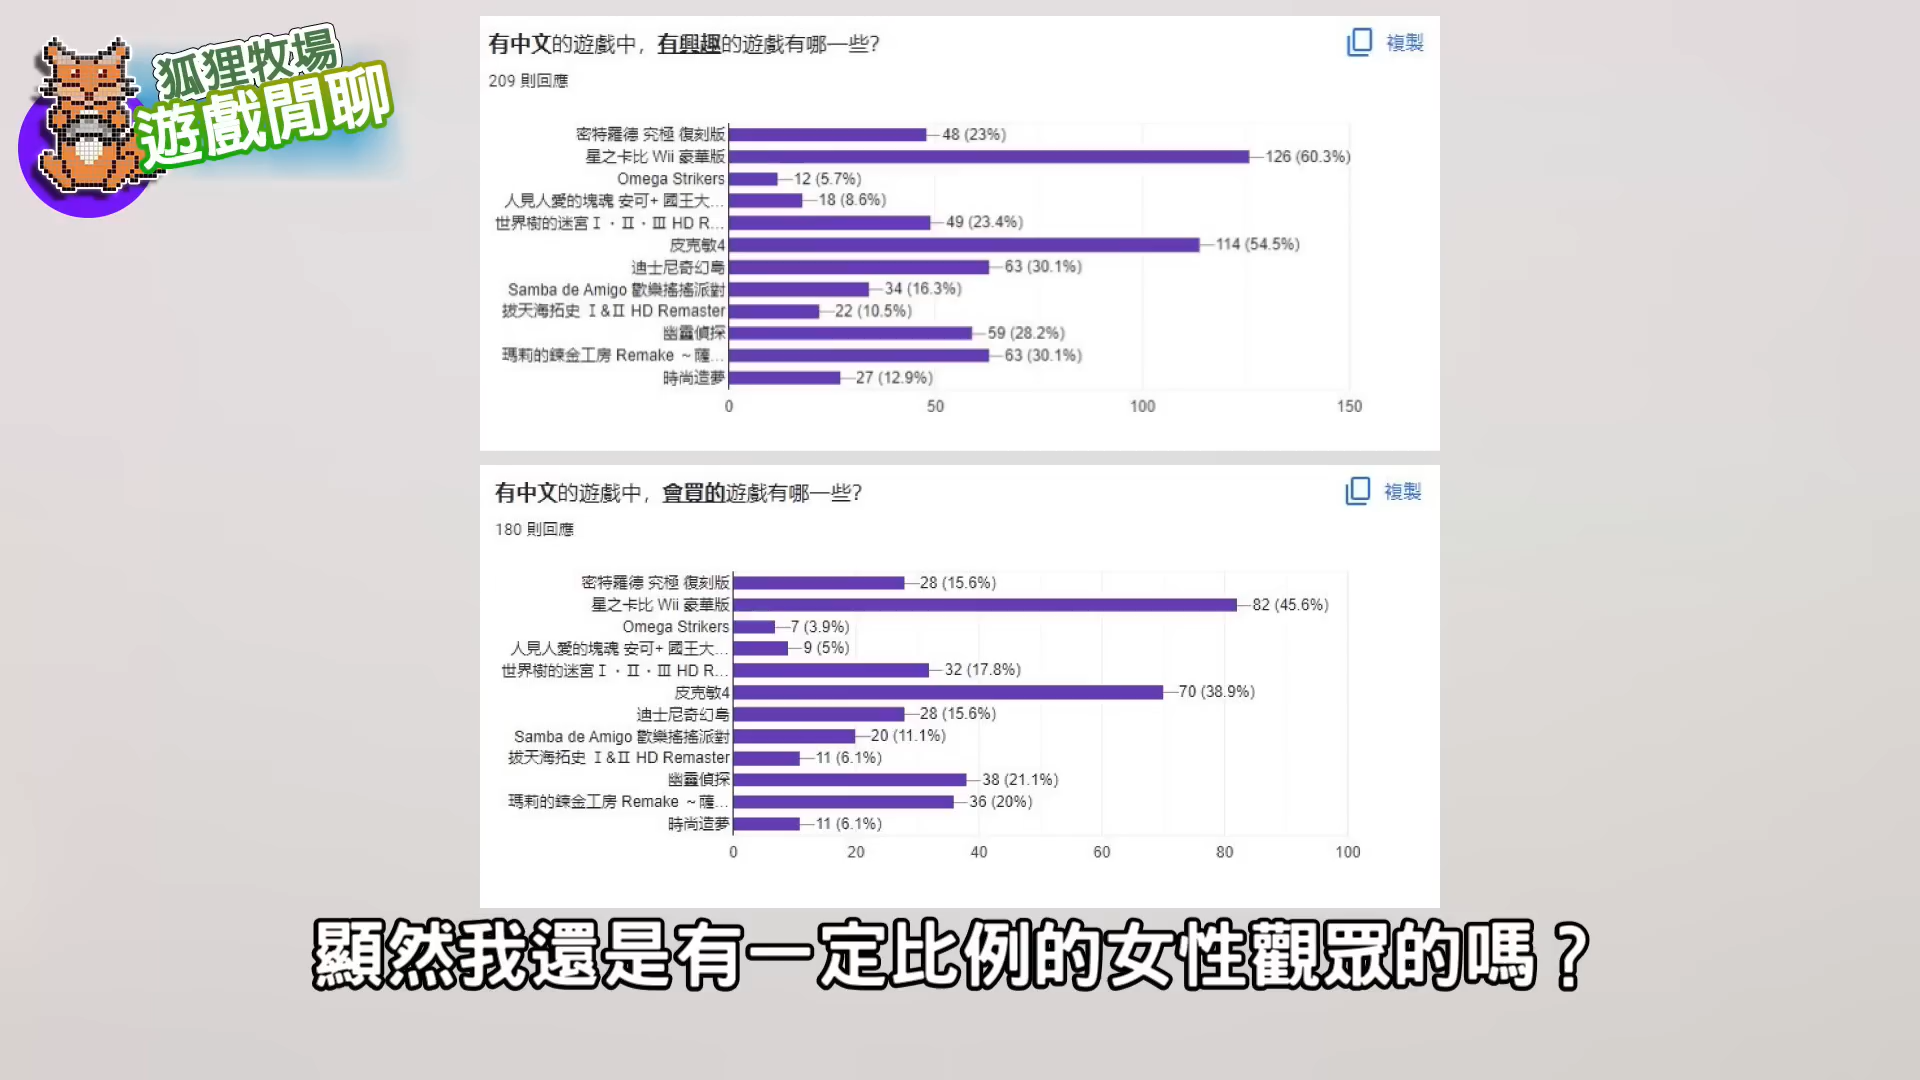 狐狸牧場
遊戲閒聊
有中文的遊戲中，有興趣的遊戲有哪一些？
複製
209 則回應
密特羅德 究極 復刻版 48 (23%)
星之卡比 Wii 豪華版 126 (60.3%)
Omega Strikers 12 (5.7%)
人見人愛的塊魂 安可+ 國王大... 18 (8.6%)
世界樹的迷宮Ⅰ・Ⅱ・Ⅲ HD R... 49 (23.4%)
皮克敏4 114 (54.5%)
迪士尼奇幻島 63 (30.1%)
Samba de Amigo 歡樂搖搖派對 34 (16.3%)
拔天海拓史 Ⅰ&Ⅱ HD Remaster 22 (10.5%)
幽靈偵探 59 (28.2%)
瑪莉的鍊金工房 Remake ～薩... 63 (30.1%)
時尚造夢 27 (12.9%)
0 50 100 150
有中文的遊戲中，會買的遊戲有哪一些？
複製
180 則回應
密特羅德 究極 復刻版 28 (15.6%)
星之卡比 Wii 豪華版 82 (45.6%)
Omega Strikers 7 (3.9%)
人見人愛的塊魂 安可+ 國王大... 9 (5%)
世界樹的迷宮Ⅰ・Ⅱ・Ⅲ HD R... 32 (17.8%)
皮克敏4 70 (38.9%)
迪士尼奇幻島 28 (15.6%)
Samba de Amigo 歡樂搖搖派對 20 (11.1%)
拔天海拓史 Ⅰ&Ⅱ HD Remaster 11 (6.1%)
幽靈偵探 38 (21.1%)
瑪莉的鍊金工房 Remake ～薩... 36 (20%)
時尚造夢 11 (6.1%)
0 20 40 60 80 100
顯然我還是有一定比例的女性觀眾的嗎？